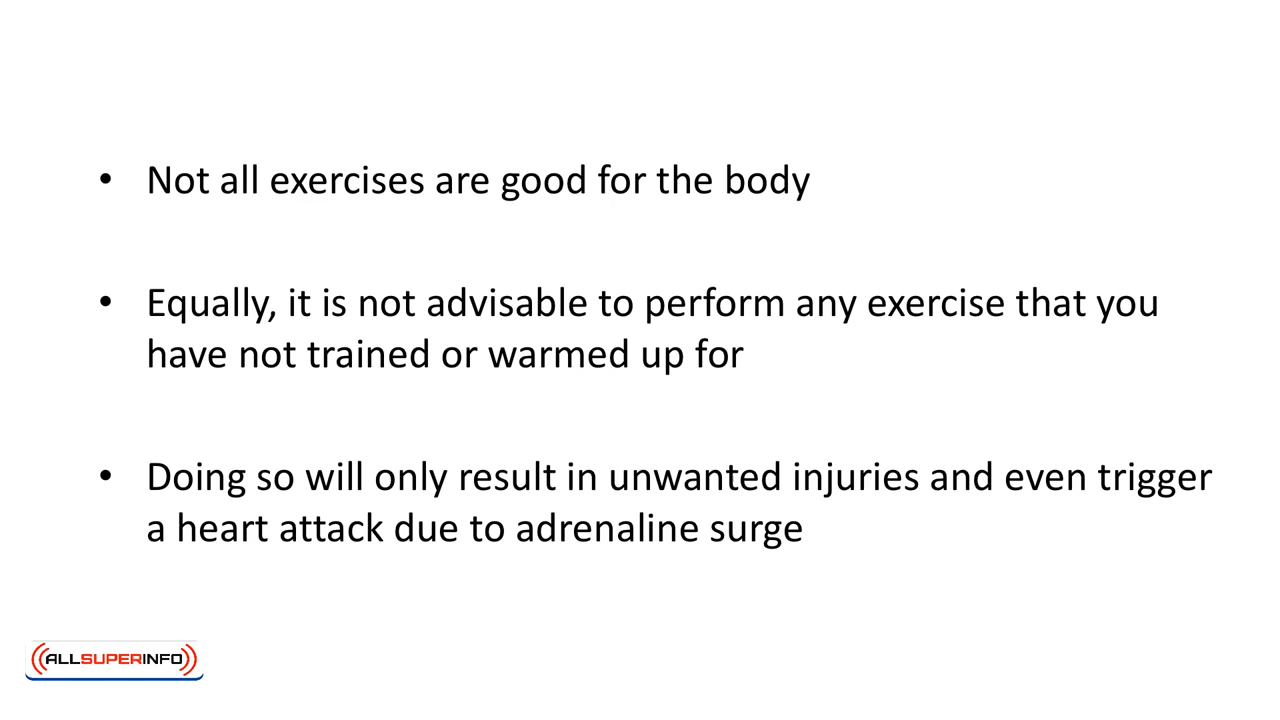 • Not all exercises are good for the body
• Equally, it is not advisable to perform any exercise that you
have not trained or warmed up for
• Doing so will only result in unwanted injuries and even trigger
a heart attack due to adrenaline surge
ALLSUPERINFO